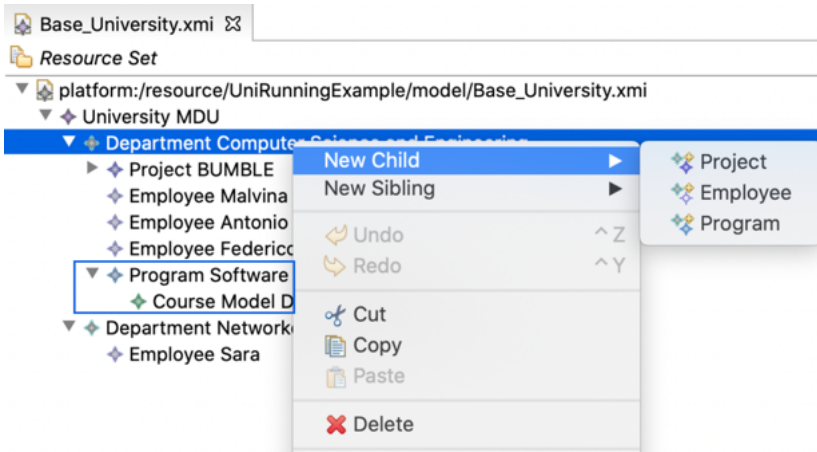 Base_University.xmi
Resource Set
platform:/resource/UniRunningExample/model/Base_University.xmi
University MDU
Department Computer Science and Engineering
Project BUMBLE
Employee Malvina
Employee Antonio
Employee Federico
Program Software
Course Model D
Department Network
Employee Sara
New Child
New Sibling
Undo ^Z
Redo ^Y
Cut
Copy
Paste
Delete
Project
Employee
Program